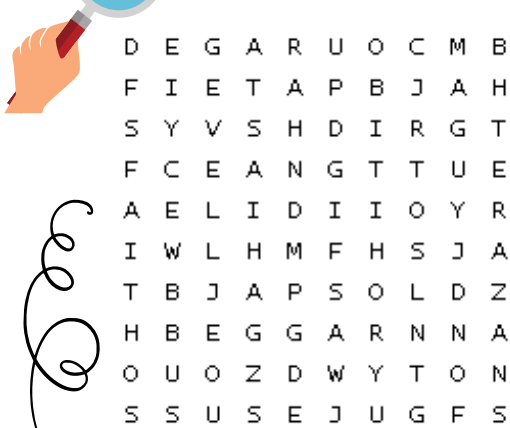 D E G A R U O C M B
F I E T A P B J A H
S Y V S H D I R G T
F C E A N G T T U E
A E L I D I I O Y R
I W L H M F H S J A
T B J A P S O L D Z
H B E G G A R N N A
O U O Z D W Y T O N
S S U S E J U G F S